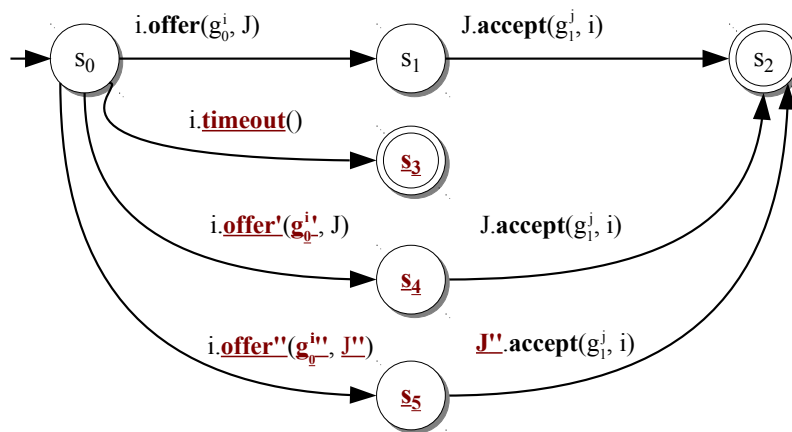 i.offer(g₀ⁱ, J) J.accept(g₁ʲ, i)
s₀ s₁ s₂
i.timeout()
s₃
i.offer'(g₀ⁱ', J) J.accept(g₁ʲ, i)
s₄
i.offer''(g₀ⁱ'', J'') J''.accept(g₁ʲ, i)
s₅